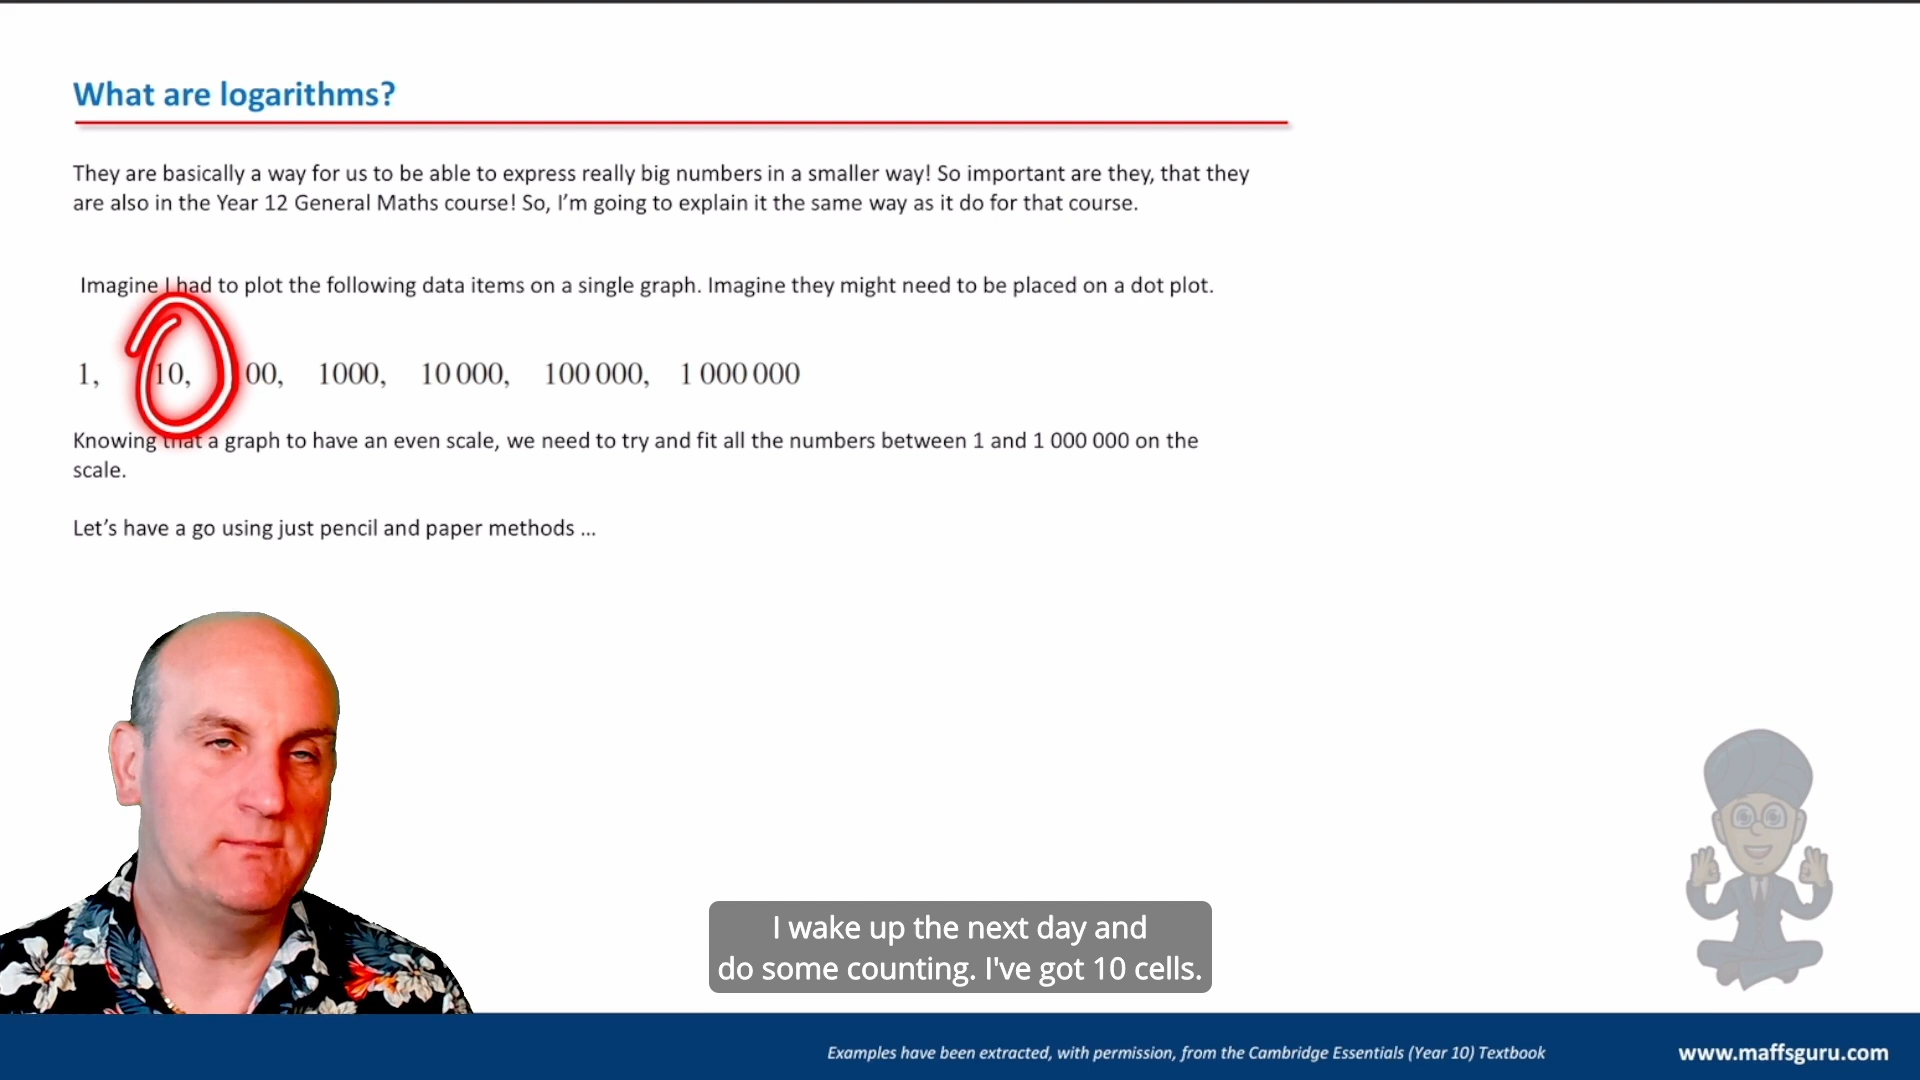 What are logarithms?
They are basically a way for us to be able to express really big numbers in a smaller way! So important are they, that they
are also in the Year 12 General Maths course! So, I’m going to explain it the same way as it do for that course.
Imagine I had to plot the following data items on a single graph. Imagine they might need to be placed on a dot plot.
1, 10, 00, 1000, 10 000, 100 000, 1 000 000
Knowing that a graph to have an even scale, we need to try and fit all the numbers between 1 and 1 000 000 on the
scale.
Let’s have a go using just pencil and paper methods ...
I wake up the next day and
do some counting. I've got 10 cells.
Examples have been extracted, with permission, from the Cambridge Essentials (Year 10) Textbook
www.maffsguru.com